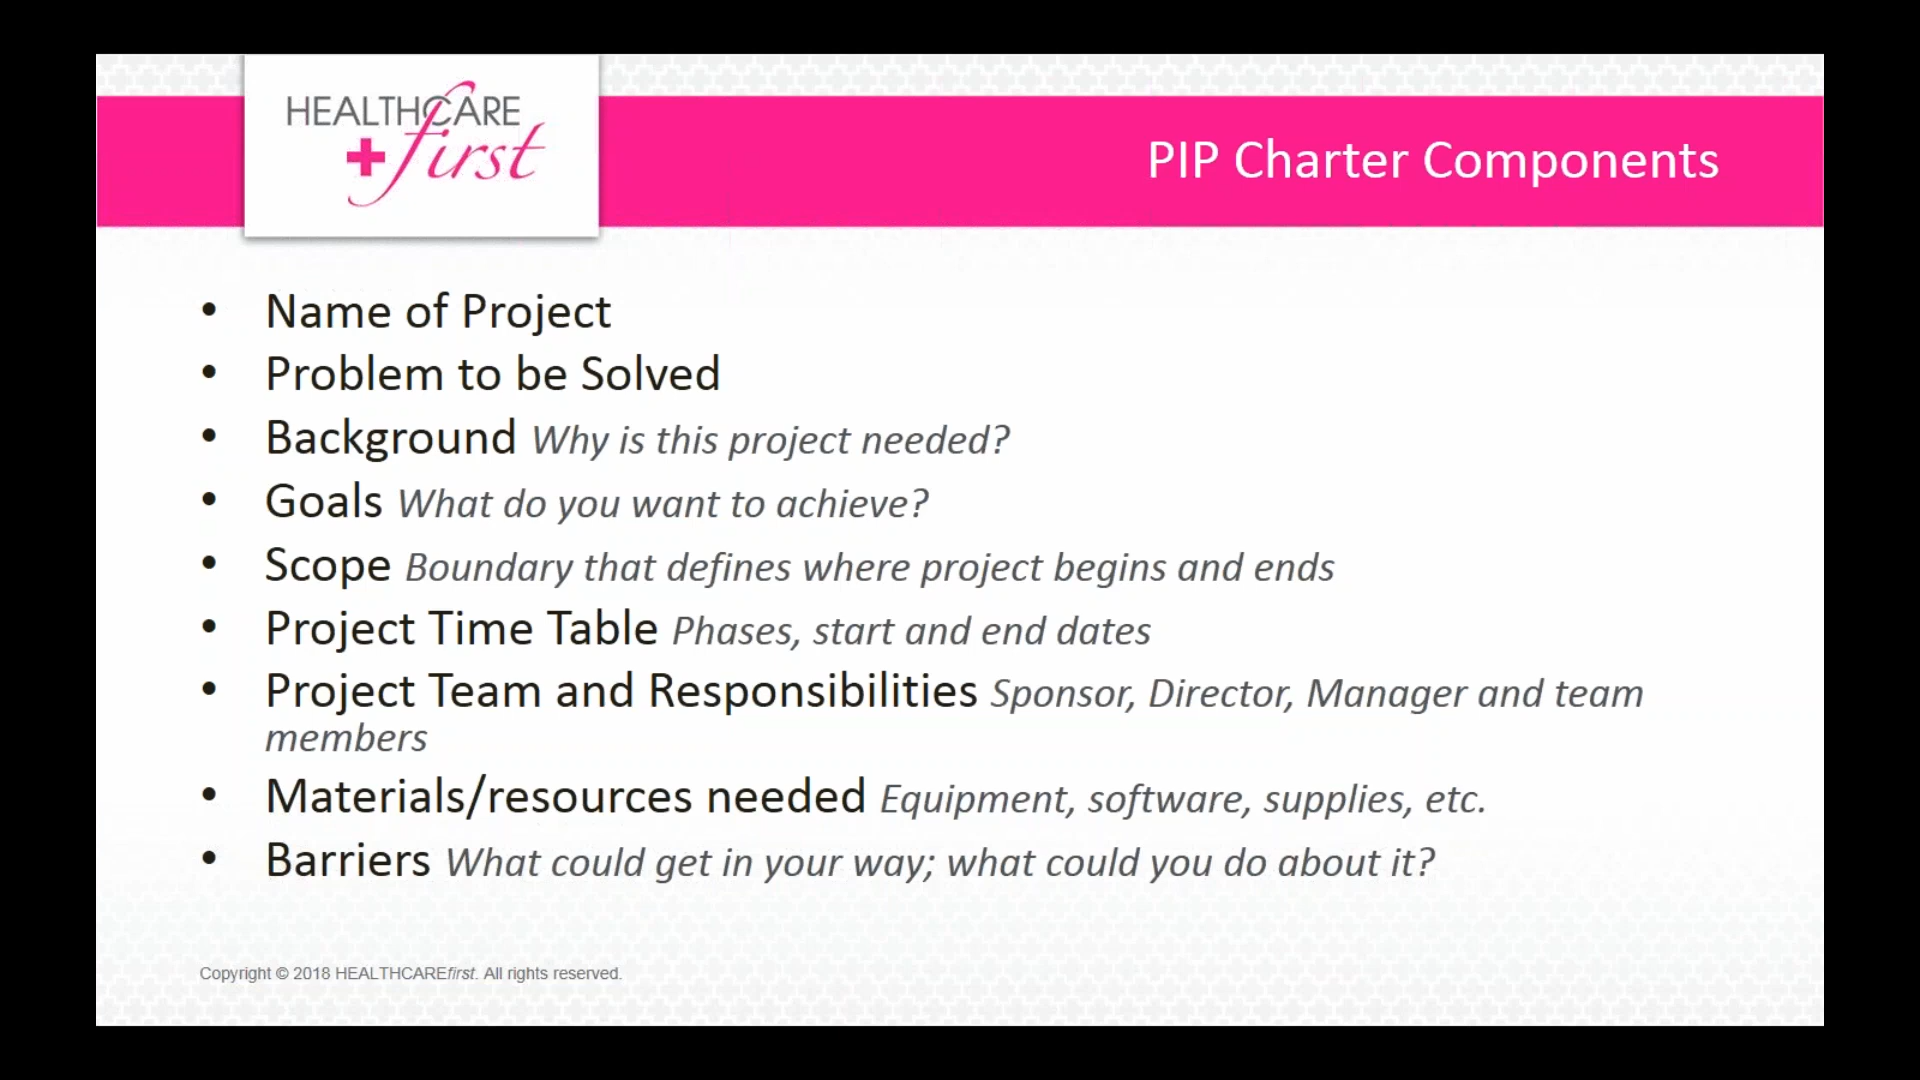 HEALTHCARE
+first
PIP Charter Components
• Name of Project
• Problem to be Solved
• Background Why is this project needed?
• Goals What do you want to achieve?
• Scope Boundary that defines where project begins and ends
• Project Time Table Phases, start and end dates
• Project Team and Responsibilities Sponsor, Director, Manager and team
members
• Materials/resources needed Equipment, software, supplies, etc.
• Barriers What could get in your way; what could you do about it?
Copyright © 2018 HEALTHCAREfirst. All rights reserved.